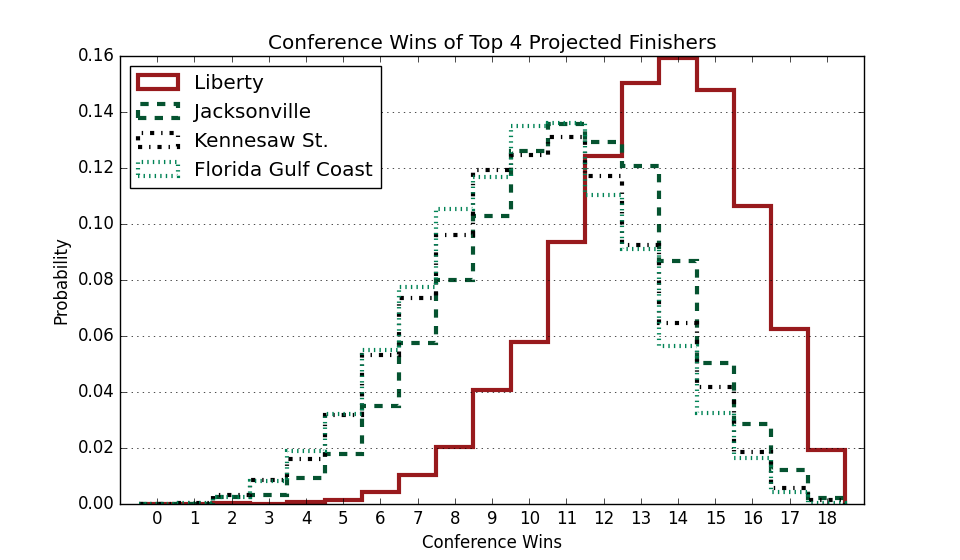 Conference Wins of Top 4 Projected Finishers
0.16
0.14
0.12
0.10
0.08
0.06
0.04
0.02
0.00
Probability
Liberty
Jacksonville
Kennesaw St.
Florida Gulf Coast
0 1 2 3 4 5 6 7 8 9 10 11 12 13 14 15 16 17 18
Conference Wins